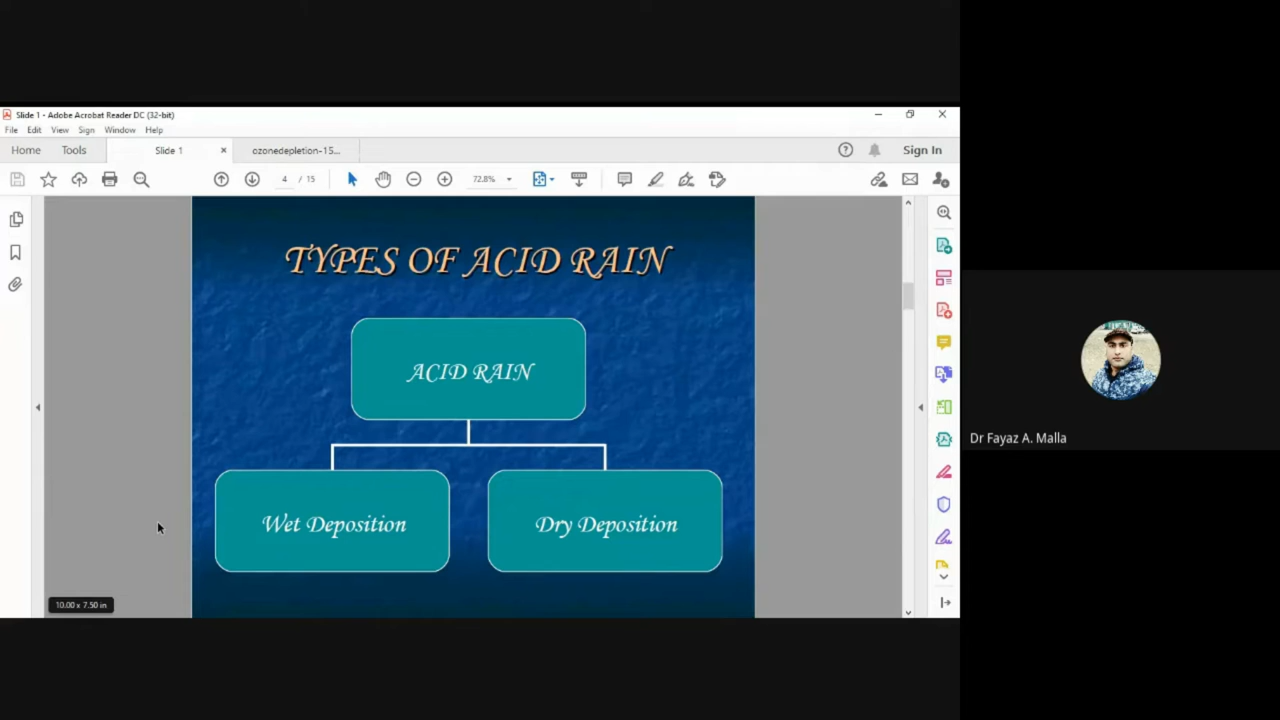 Slide 1 - Adobe Acrobat Reader DC (32-bit)
File Edit View Sign Window Help
Home Tools Slide 1 × ozonedepletion-15... Sign In
4 / 15 72.8%
TYPES OF ACID RAIN
ACID RAIN
Wet Deposition Dry Deposition
10.00 x 7.50 in
Dr Fayaz A. Malla